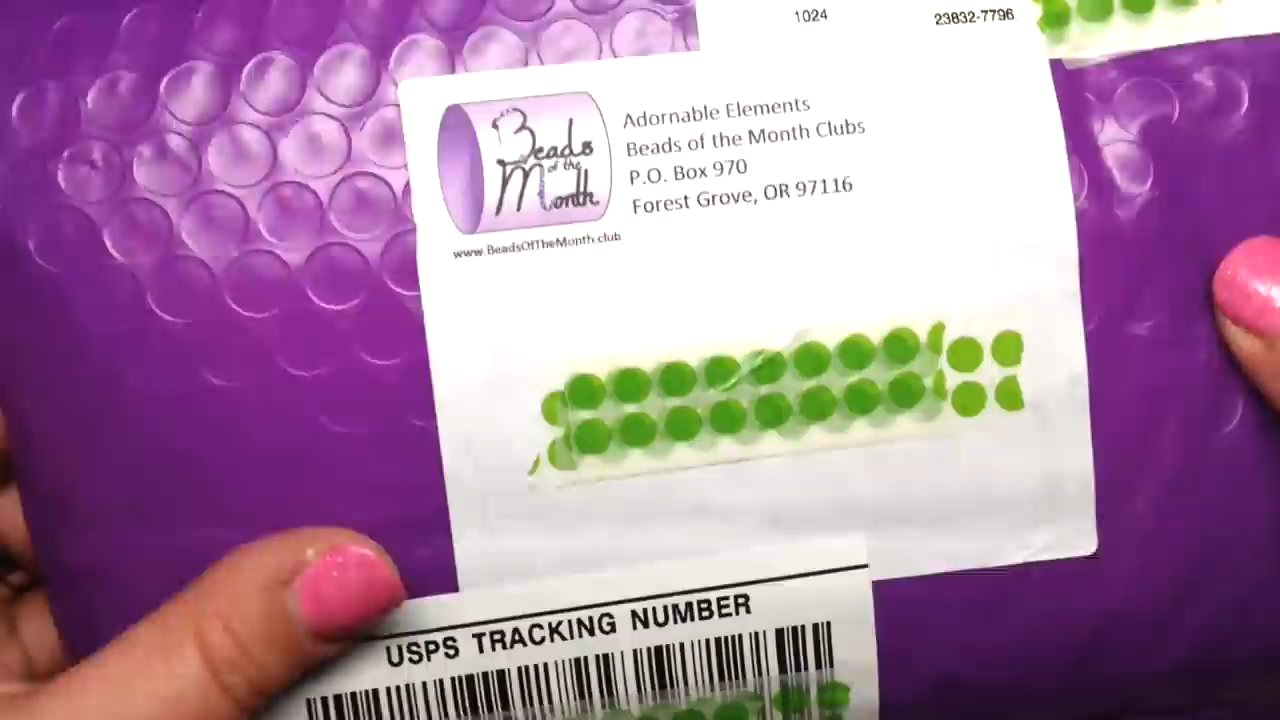 1024 23832-7796
Beads
of the
Month
Adornable Elements
Beads of the Month Clubs
P.O. Box 970
Forest Grove, OR 97116
www.BeadsOfTheMonth.club
USPS TRACKING NUMBER